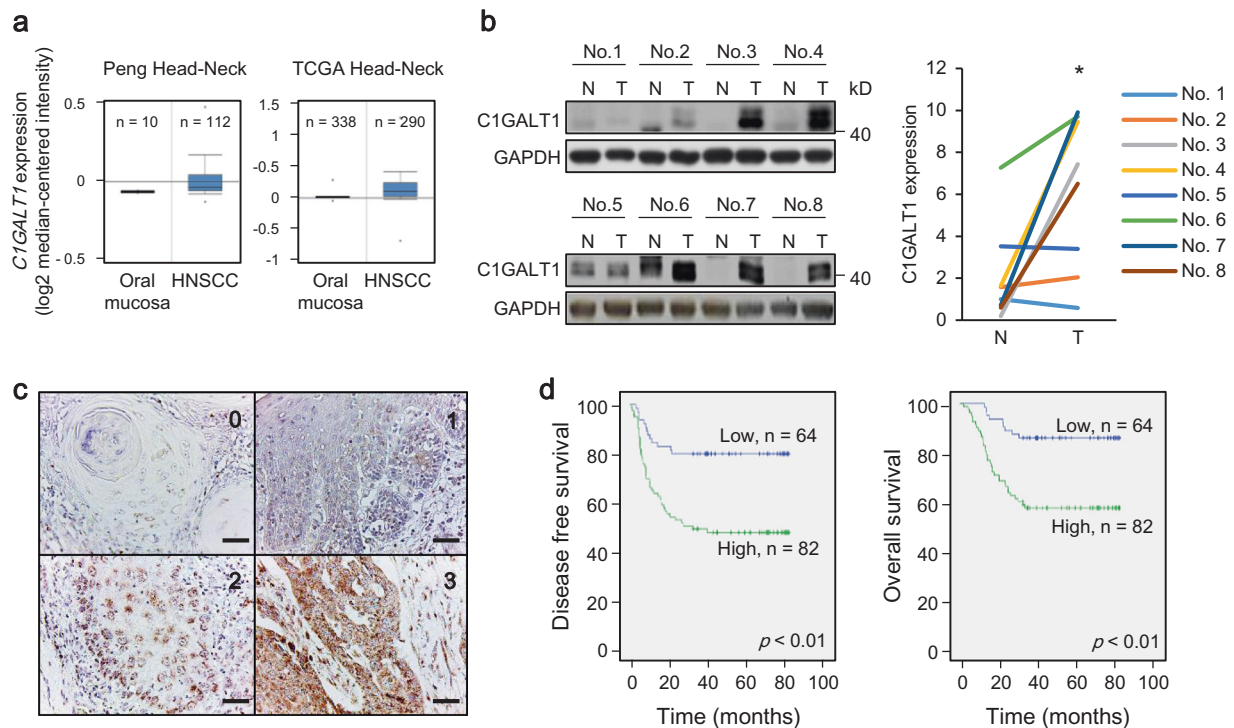 a
Peng Head-Neck
TCGA Head-Neck
C1GALT1 expression
(log2 median-centerred intensity)
0.5
0
- 0.5
n = 10
n = 112
Oral
mucosa
HNSCC
1.5
1
-0.5
0
-0.5
-1
n = 338
n = 290
Oral
mucosa
HNSCC
b
No.1
No.2
No.3
No.4
N
T
N
T
N
T
N
T
kD
C1GALT1
40
GAPDH
No.5
No.6
No.7
No.8
N
T
N
T
N
T
N
T
C1GALT1
40
GAPDH
C1GALT1 expression
12
10
8
6
4
2
0
*
N
T
No. 1
No. 2
No. 3
No. 4
No. 5
No. 6
No. 7
No. 8
c
0
1
2
3
d
Disease free survival
100
80
60
40
20
0
Low, n = 64
High, n = 82
p < 0.01
0
20
40
60
80
100
Time (months)
Overall survival
100
80
60
40
20
0
Low, n = 64
High, n = 82
p < 0.01
0
20
40
60
80
100
Time (months)